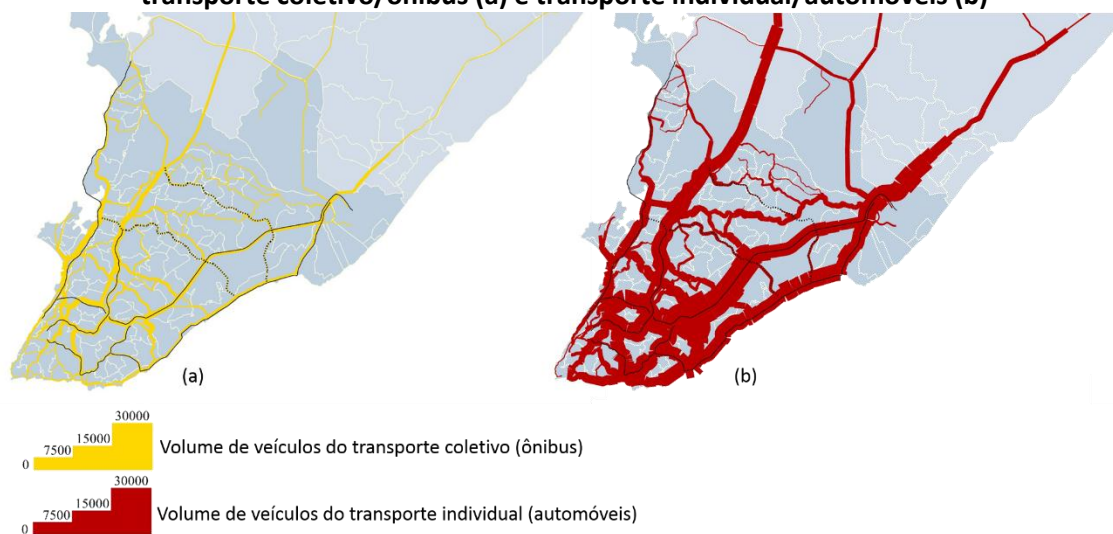 transporte coletivo/ônibus (a) e transporte individual/automóveis (b)
(a)
(b)
30000
15000
7500
0
Volume de veículos do transporte coletivo (ônibus)
30000
15000
7500
0
Volume de veículos do transporte individual (automóveis)